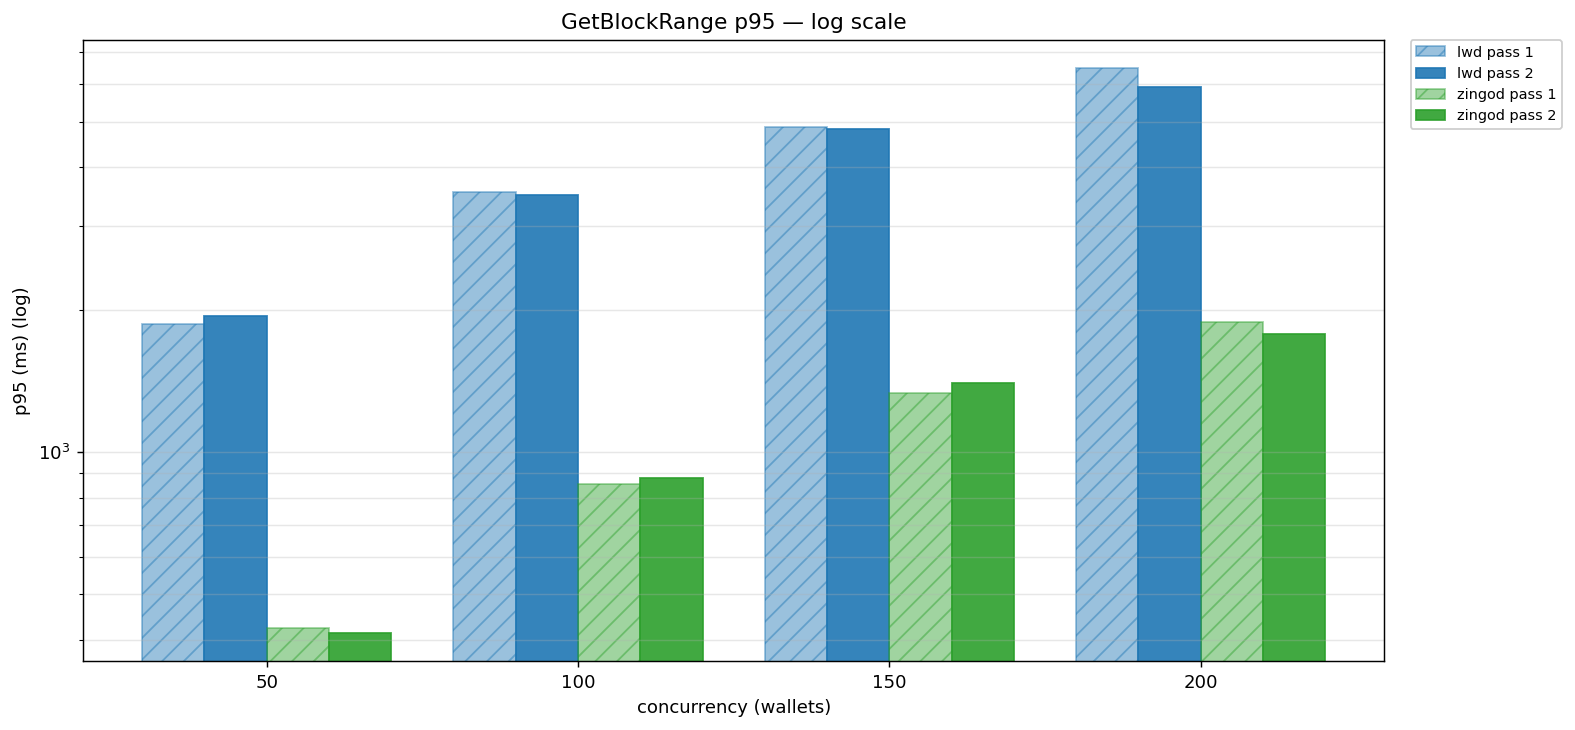 GetBlockRange p95 — log scale
lwd pass 1
lwd pass 2
zingod pass 1
zingod pass 2
p95 (ms) (log)
10³
50 100 150 200
concurrency (wallets)